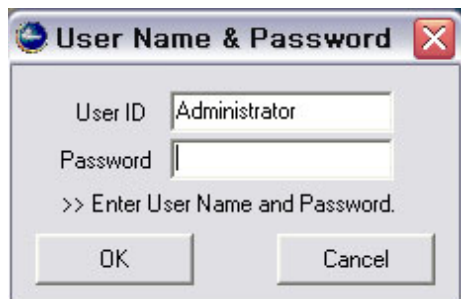 User Name & Password
User ID Administrator
Password
>> Enter User Name and Password.
OK Cancel